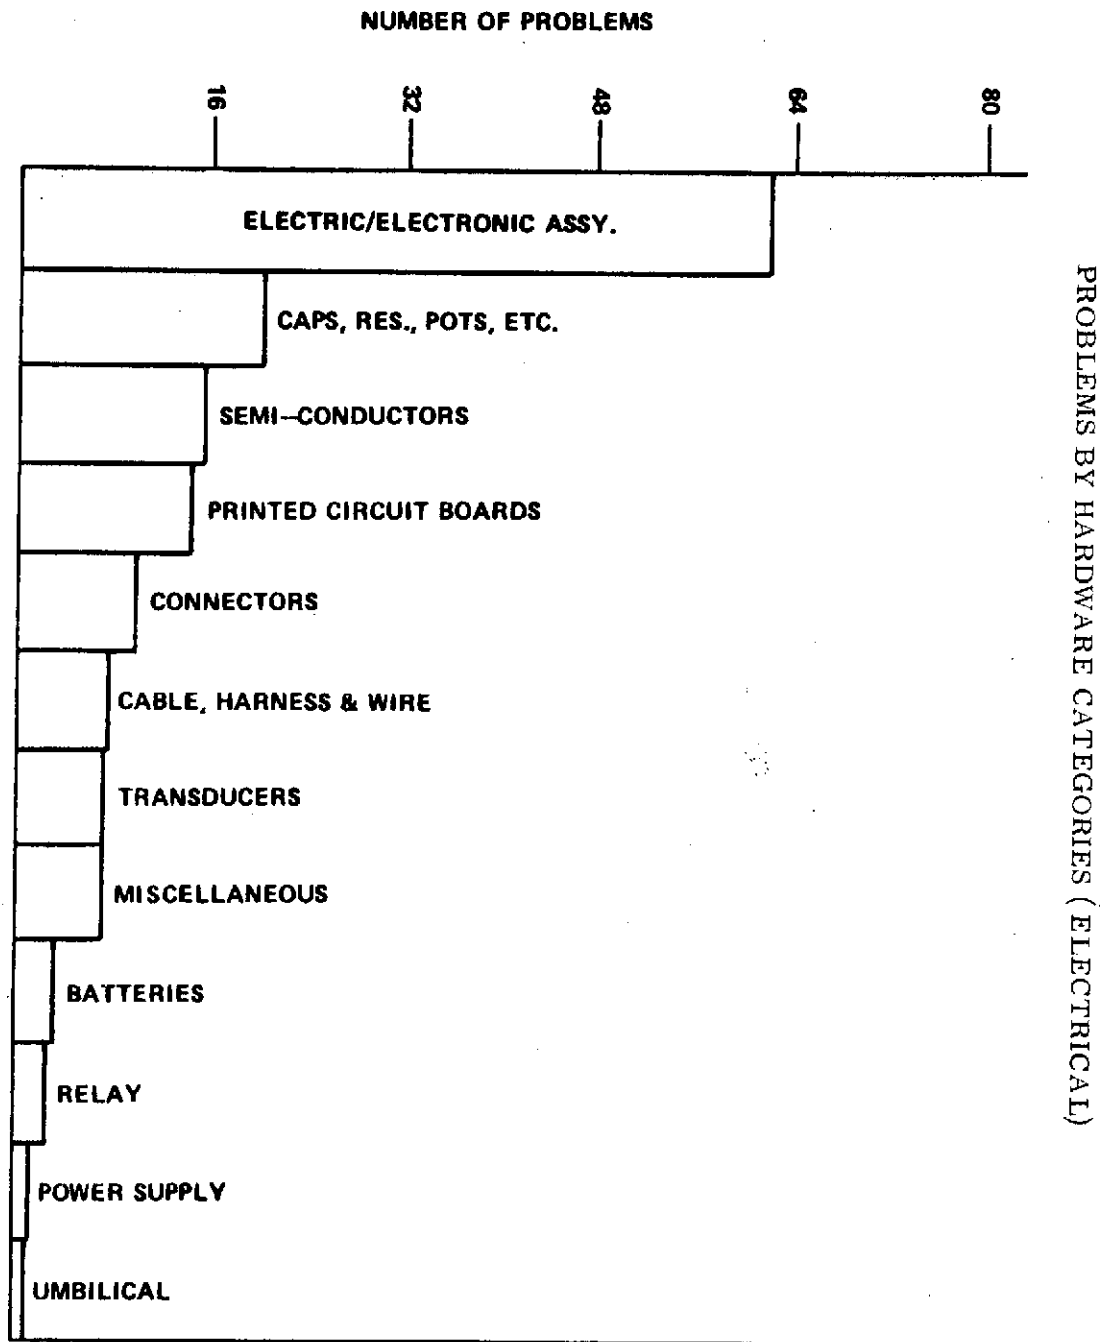 NUMBER OF PROBLEMS
16
32
48
64
80
ELECTRIC/ELECTRONIC ASSY.
CAPS, RES., POTS, ETC.
SEMI—CONDUCTORS
PRINTED CIRCUIT BOARDS
CONNECTORS
CABLE, HARNESS & WIRE
TRANSDUCERS
MISCELLANEOUS
BATTERIES
RELAY
POWER SUPPLY
UMBILICAL
PROBLEMS BY HARDWARE CATEGORIES (ELECTRICAL)